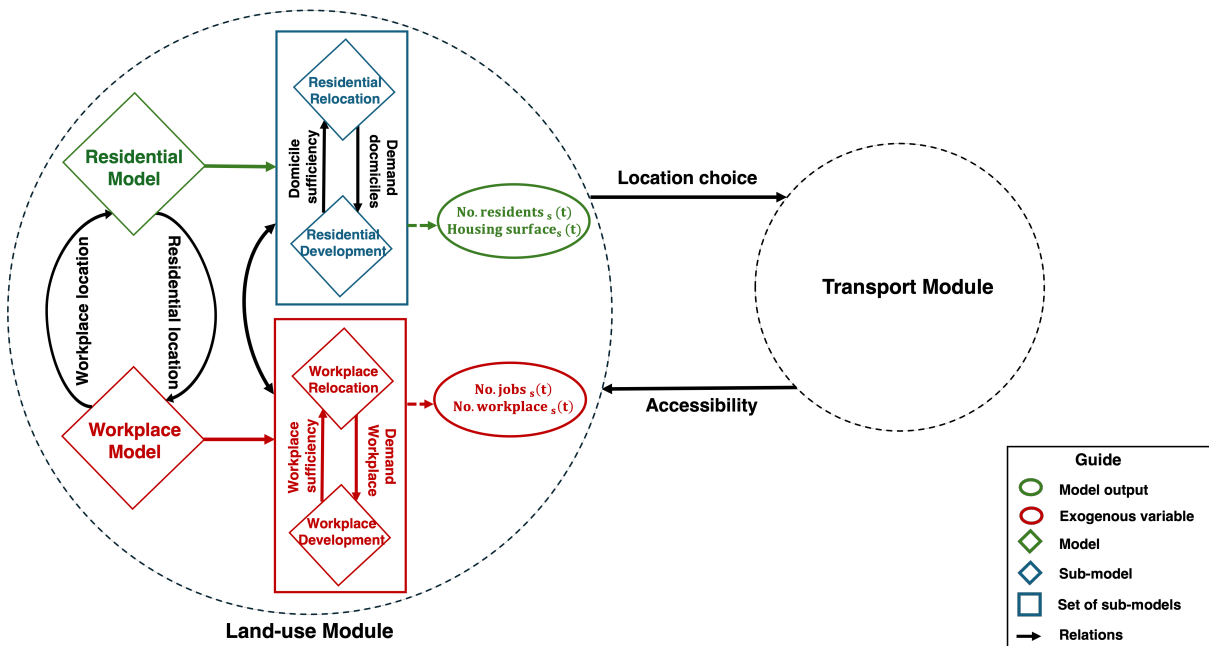 Residential
Relocation
Domicile
sufficiency
Demand
docmiciles
Residential
Development
Residential
Model
No. residents s (t)
Housing surfaces (t)
Location choice
Transport Module
Workplace location
Residential location
Workplace
Relocation
Workplace
sufficiency
Demand
Workplace
Workplace
Development
Workplace
Model
No. jobs s (t)
No. workplace s (t)
Accessibility
Land-use Module
Guide
Model output
Exogenous variable
Model
Sub-model
Set of sub-models
Relations